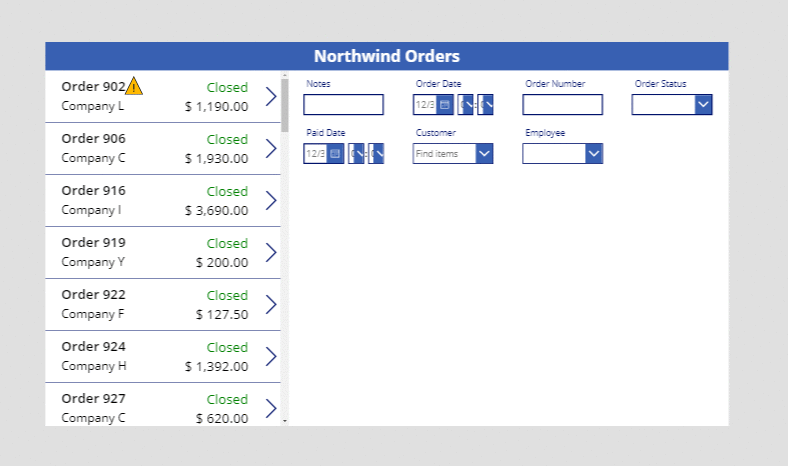 Northwind Orders
Order 902
Closed
Company L
$ 1,190.00
Order 906
Closed
Company C
$ 1,930.00
Order 916
Closed
Company I
$ 3,690.00
Order 919
Closed
Company Y
$ 200.00
Order 922
Closed
Company F
$ 127.50
Order 924
Closed
Company H
$ 1,392.00
Order 927
Closed
Company C
$ 620.00
Notes
Order Date
Order Number
Order Status
12/3
Paid Date
Customer
Employee
12/3
Find items